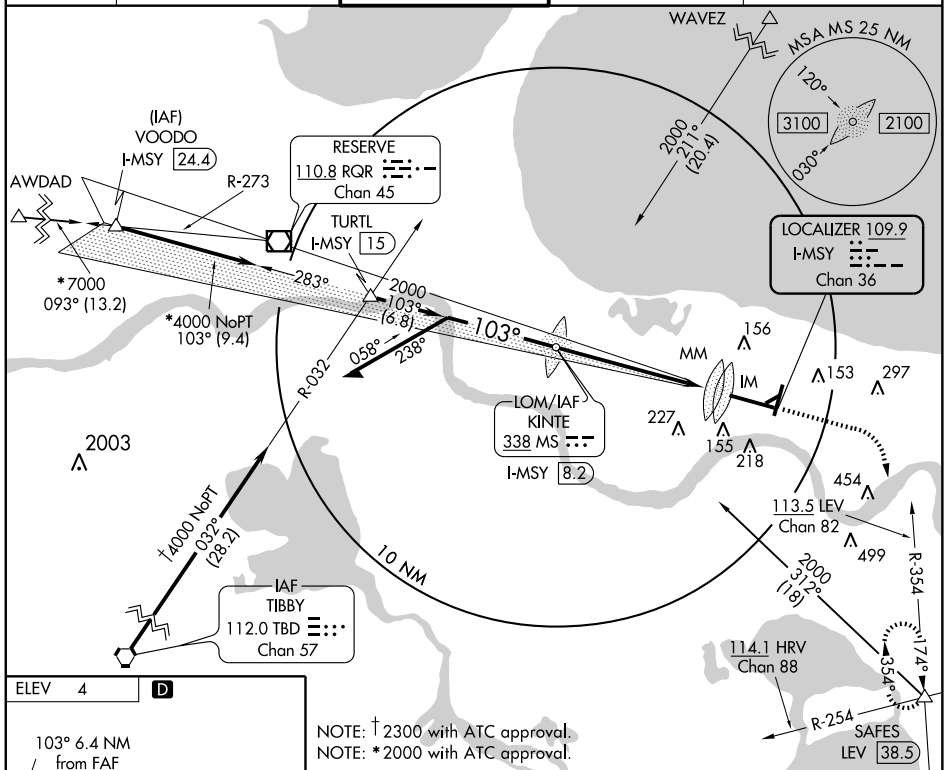 WAVEZ
MSA MS 25 NM
120°
3100
2100
030°
2000
211°
(20.4)
(IAF)
VOODO
I-MSY 24.4
RESERVE
110.8 RQR
Chan 45
AWDAD
R-273
TURTL
I-MSY 15
LOCALIZER 109.9
I-MSY
Chan 36
*7000
093° (13.2)
*4000 NoPT
103° (9.4)
283°
2000
103°
(6.8)
103°
058°
238°
R-032
MM
IM
156
153
297
227
155
218
LOM/IAF
KINTE
338 MS
I-MSY 8.2
2003
454
113.5 LEV
Chan 82
499
†4000 NoPT
032°
(28.2)
10 NM
2000
312°
(18)
R-354
IAF
TIBBY
112.0 TBD
Chan 57
114.1 HRV
Chan 88
354°
174°
R-254
SAFES
LEV 38.5
ELEV 4
D
103° 6.4 NM
from FAF
NOTE: † 2300 with ATC approval.
NOTE: * 2000 with ATC approval.